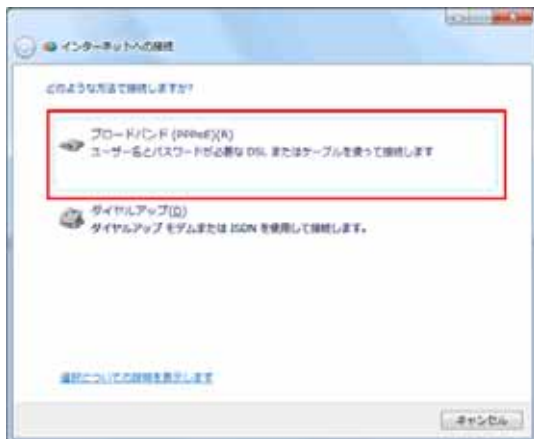 インターネットへの接続
どのような方法で接続しますか?
ブロードバンド (PPPoE)(R)
ユーザー名とパスワードが必要な DSL またはケーブルを使って接続します
ダイヤルアップ(D)
ダイヤルアップ モデムまたは ISDN を使用して接続します。
選択についての詳細を表示します
キャンセル